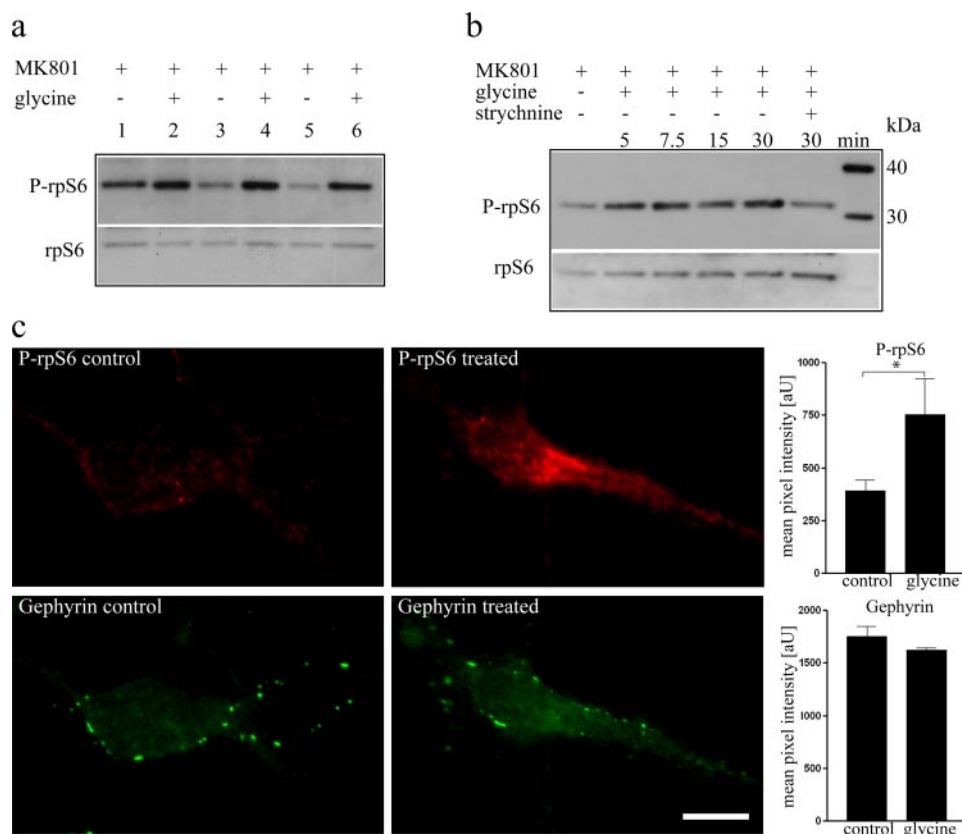 a
MK801 + + + + + +
glycine - + - + - +
1 2 3 4 5 6
P-rpS6
rpS6
b
MK801 + + + + + +
glycine - + + + + +
strychnine - - - - - +
5 7.5 15 30 30 min kDa
40
P-rpS6
30
rpS6
c
P-rpS6 control
P-rpS6 treated
P-rpS6
*
1000
750
500
250
0
mean pixel intensity [aU]
control glycine
Gephyrin control
Gephyrin treated
Gephyrin
2000
1500
1000
500
0
mean pixel intensity [aU]
control glycine